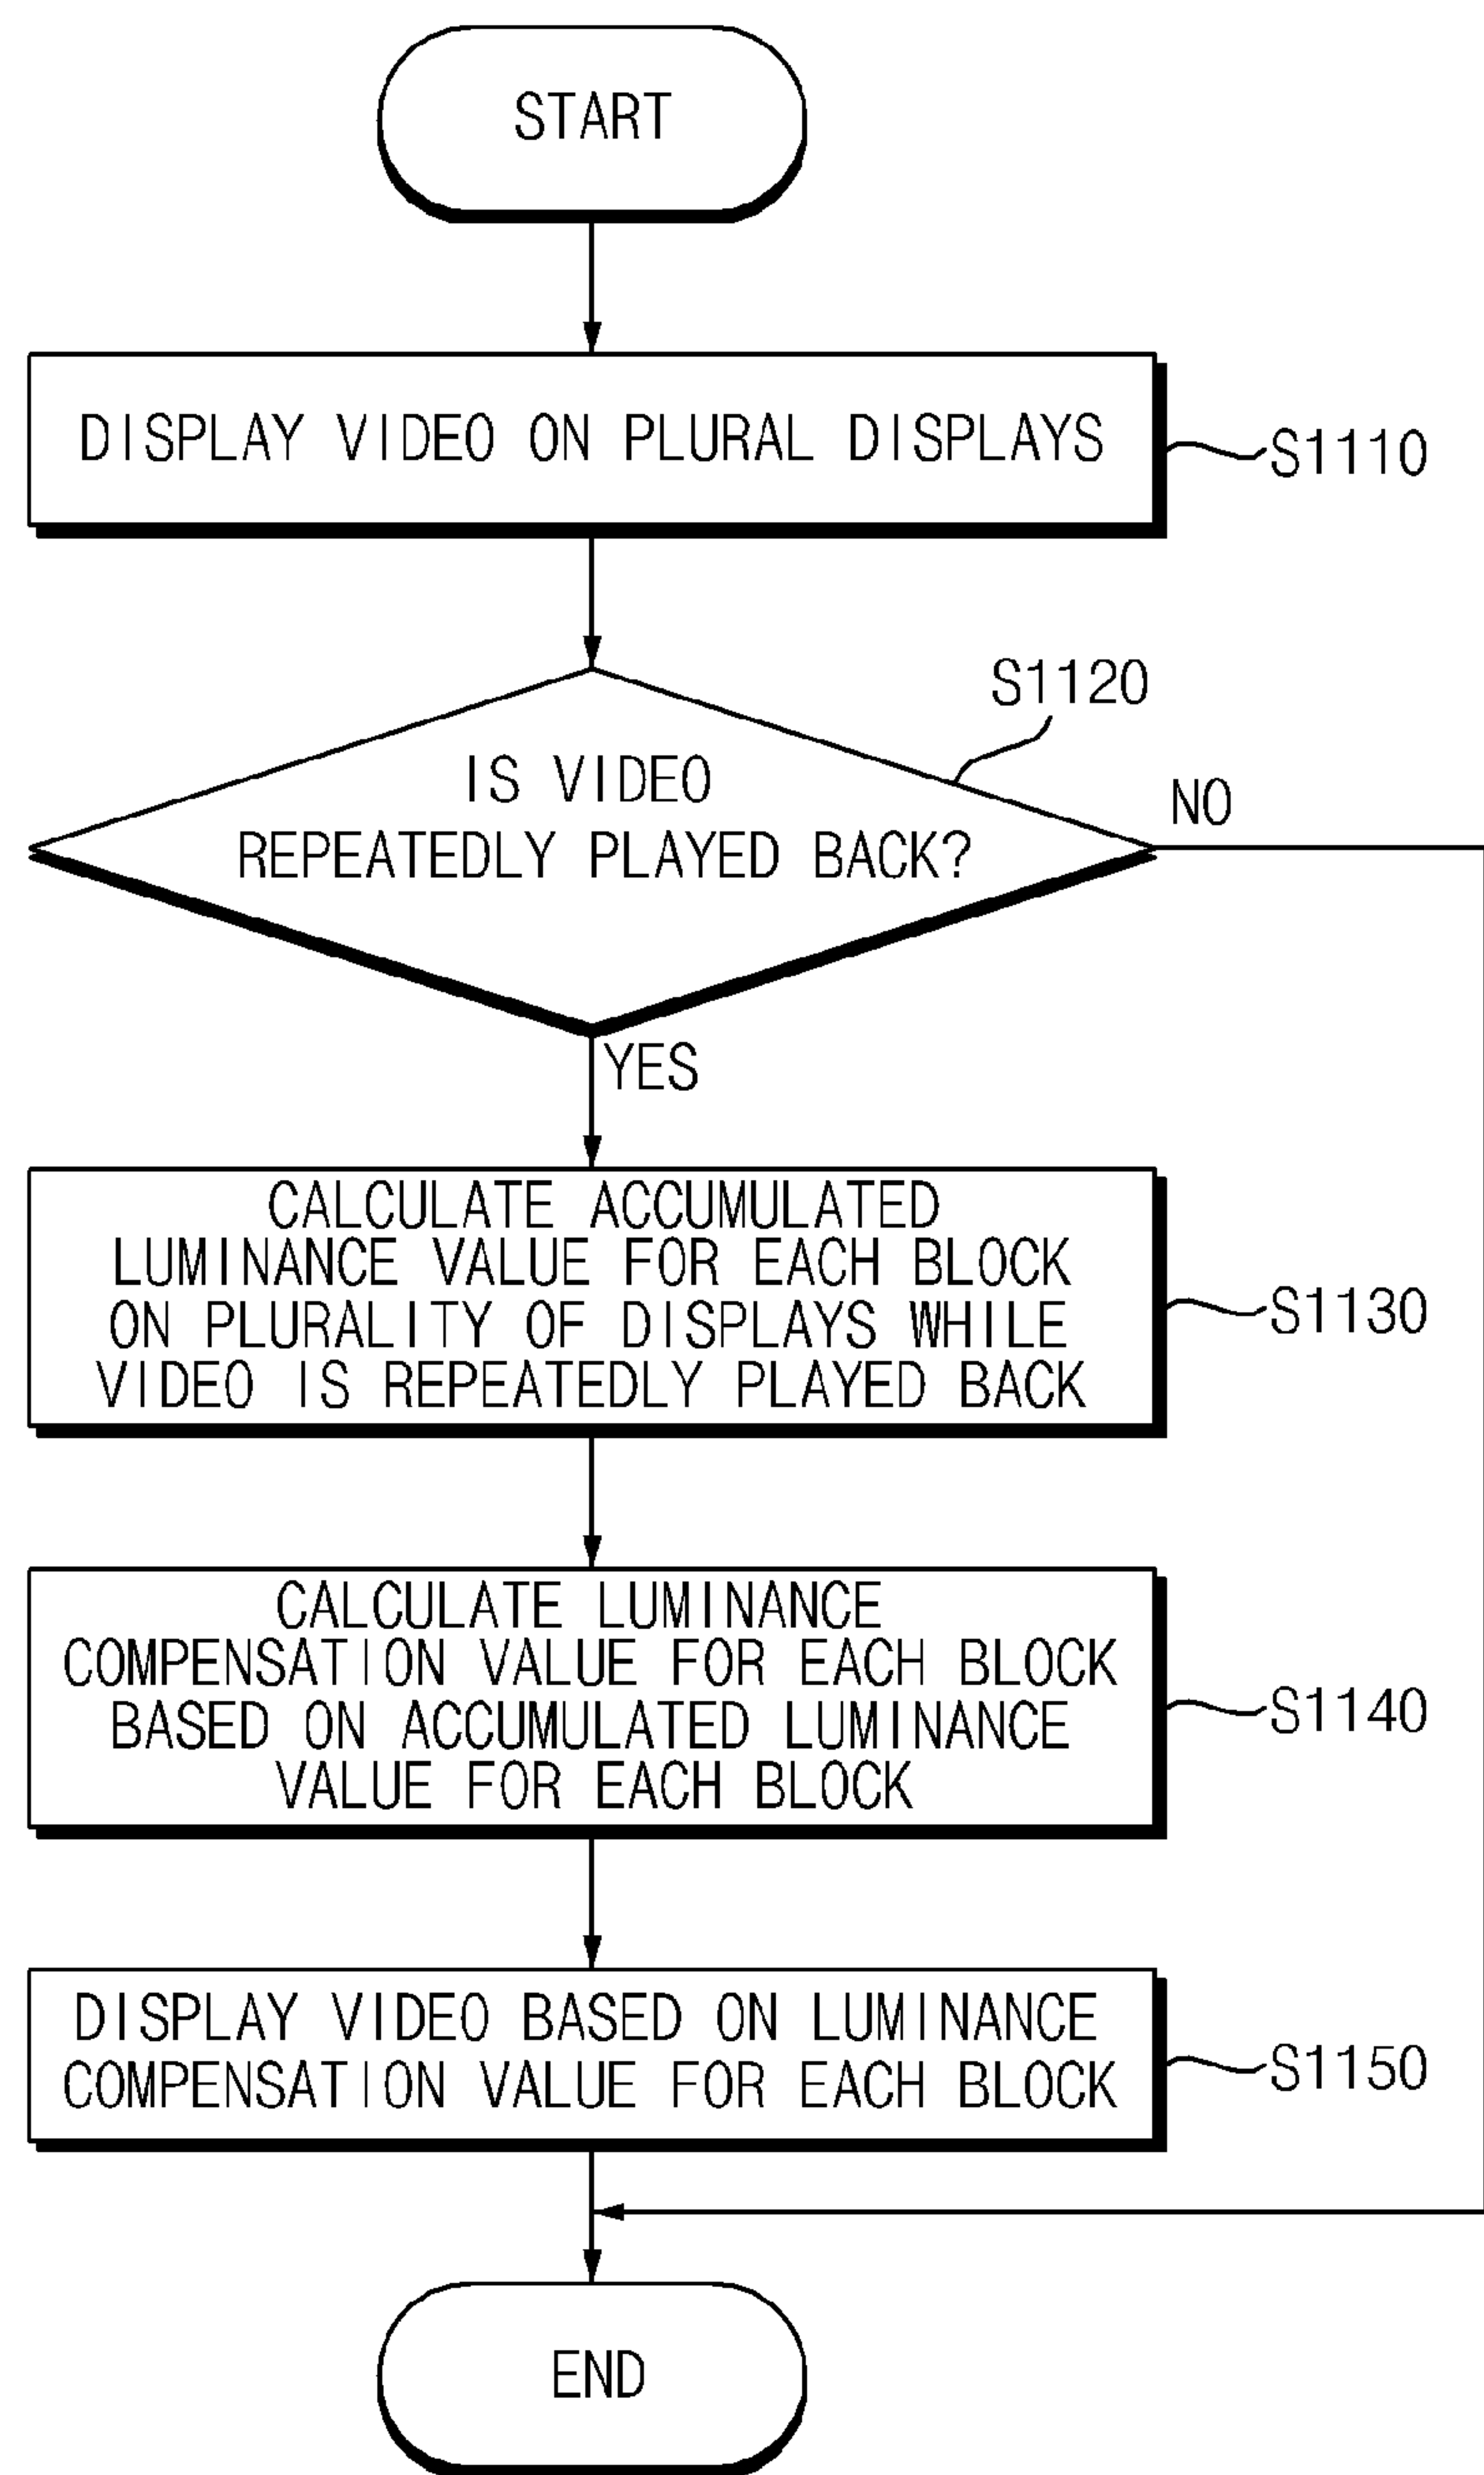 START
DISPLAY VIDEO ON PLURAL DISPLAYS
S1110
S1120
IS VIDEO
REPEATEDLY PLAYED BACK?
NO
YES
CALCULATE ACCUMULATED
LUMINANCE VALUE FOR EACH BLOCK
ON PLURALITY OF DISPLAYS WHILE
VIDEO IS REPEATEDLY PLAYED BACK
S1130
CALCULATE LUMINANCE
COMPENSATION VALUE FOR EACH BLOCK
BASED ON ACCUMULATED LUMINANCE
VALUE FOR EACH BLOCK
S1140
DISPLAY VIDEO BASED ON LUMINANCE
COMPENSATION VALUE FOR EACH BLOCK
S1150
END